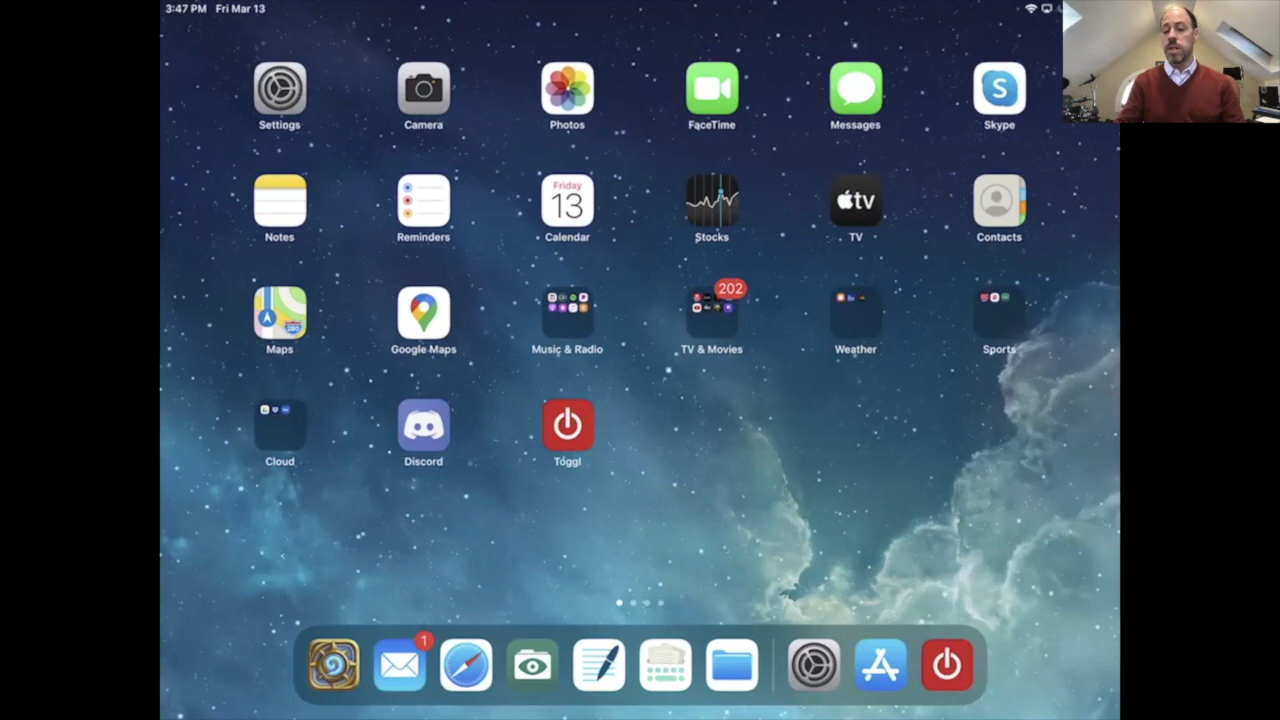 3:47 PM Fri Mar 13
Settings
Camera
Photos
FaceTime
Messages
S
Skype
Notes
Reminders
Friday
13
Calendar
Stocks
tv
TV
Contacts
280
Maps
Google Maps
Music & Radio
202
TV & Movies
Weather
Sports
Cloud
Discord
Toggl
1